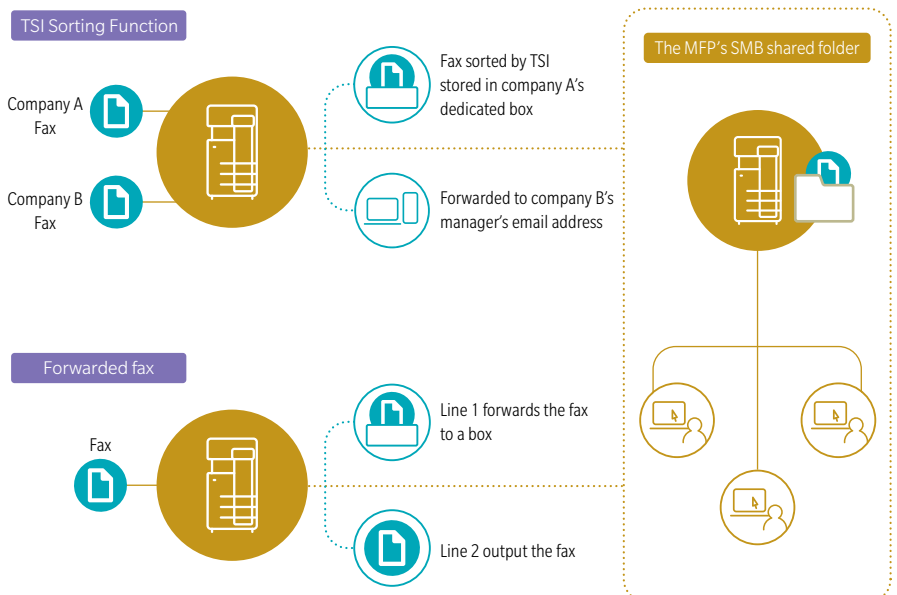 TSI Sorting Function
Company A
Fax
Company B
Fax
Fax sorted by TSI
stored in company A's
dedicated box
Forwarded to company B's
manager's email address
The MFP's SMB shared folder
Forwarded fax
Fax
Line 1 forwards the fax
to a box
Line 2 output the fax